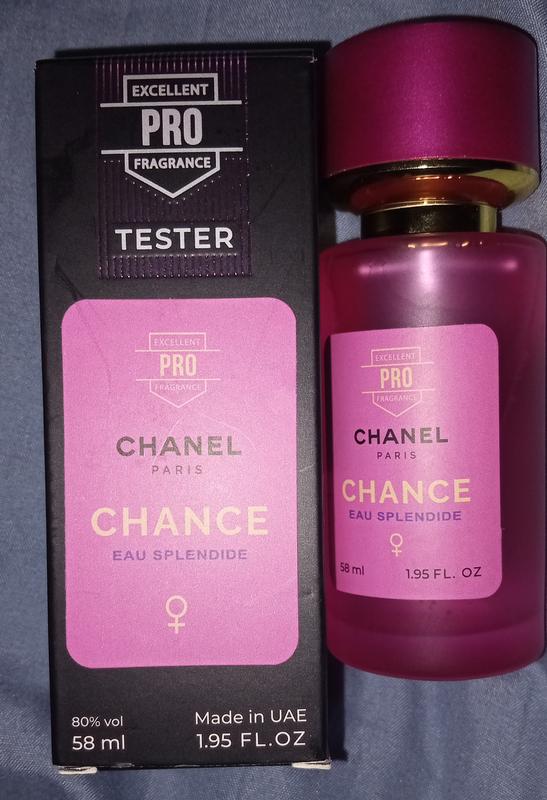 EXCELLENT
PRO
FRAGRANCE
TESTER
EXCELLENT
PRO
FRAGRANCE
CHANEL
PARIS
CHANCE
EAU SPLENDIDE
♀
80% vol
58 ml
Made in UAE
1.95 FL.OZ
EXCELLENT
PRO
FRAGRANCE
CHANEL
PARIS
CHANCE
EAU SPLENDIDE
♀
58 ml
1.95 FL. OZ